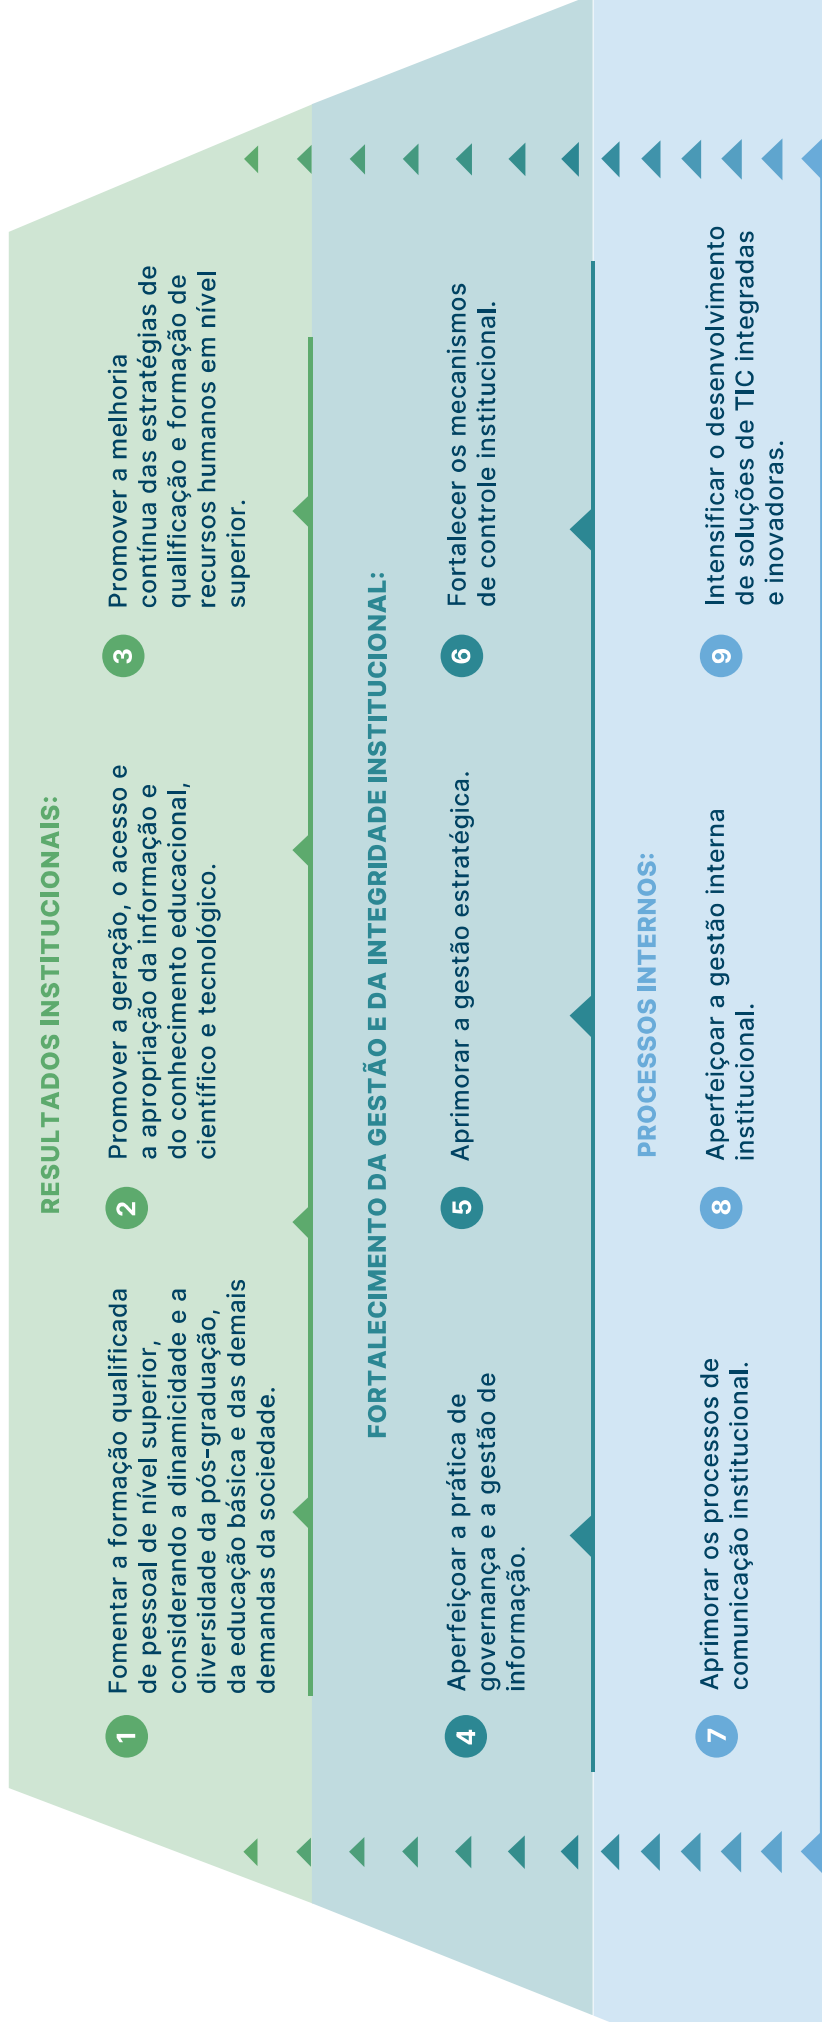 RESULTADOS INSTITUCIONAIS:
1
Fomentar a formação qualificada
de pessoal de nível superior,
considerando a dinamicidade e a
diversidade da pós-graduação,
da educação básica e das demais
demandas da sociedade.
2
Promover a geração, o acesso e
a apropriação da informação e
do conhecimento educacional,
científico e tecnológico.
3
Promover a melhoria
contínua das estratégias de
qualificação e formação de
recursos humanos em nível
superior.
FORTALECIMENTO DA GESTÃO E DA INTEGRIDADE INSTITUCIONAL:
4
Aperfeiçoar a prática de
governança e a gestão de
informação.
5
Aprimorar a gestão estratégica.
6
Fortalecer os mecanismos
de controle institucional.
PROCESSOS INTERNOS:
7
Aprimorar os processos de
comunicação institucional.
8
Aperfeiçoar a gestão interna
institucional.
9
Intensificar o desenvolvimento
de soluções de TIC integradas
e inovadoras.